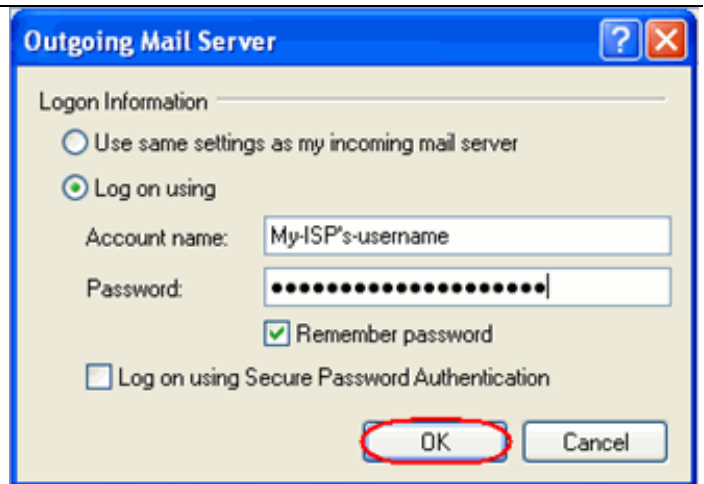 Outgoing Mail Server
Logon Information
Use same settings as my incoming mail server
Log on using
Account name: My-ISP's-username
Password: ●●●●●●●●●●●●●●●●●●●●
Remember password
Log on using Secure Password Authentication
OK Cancel